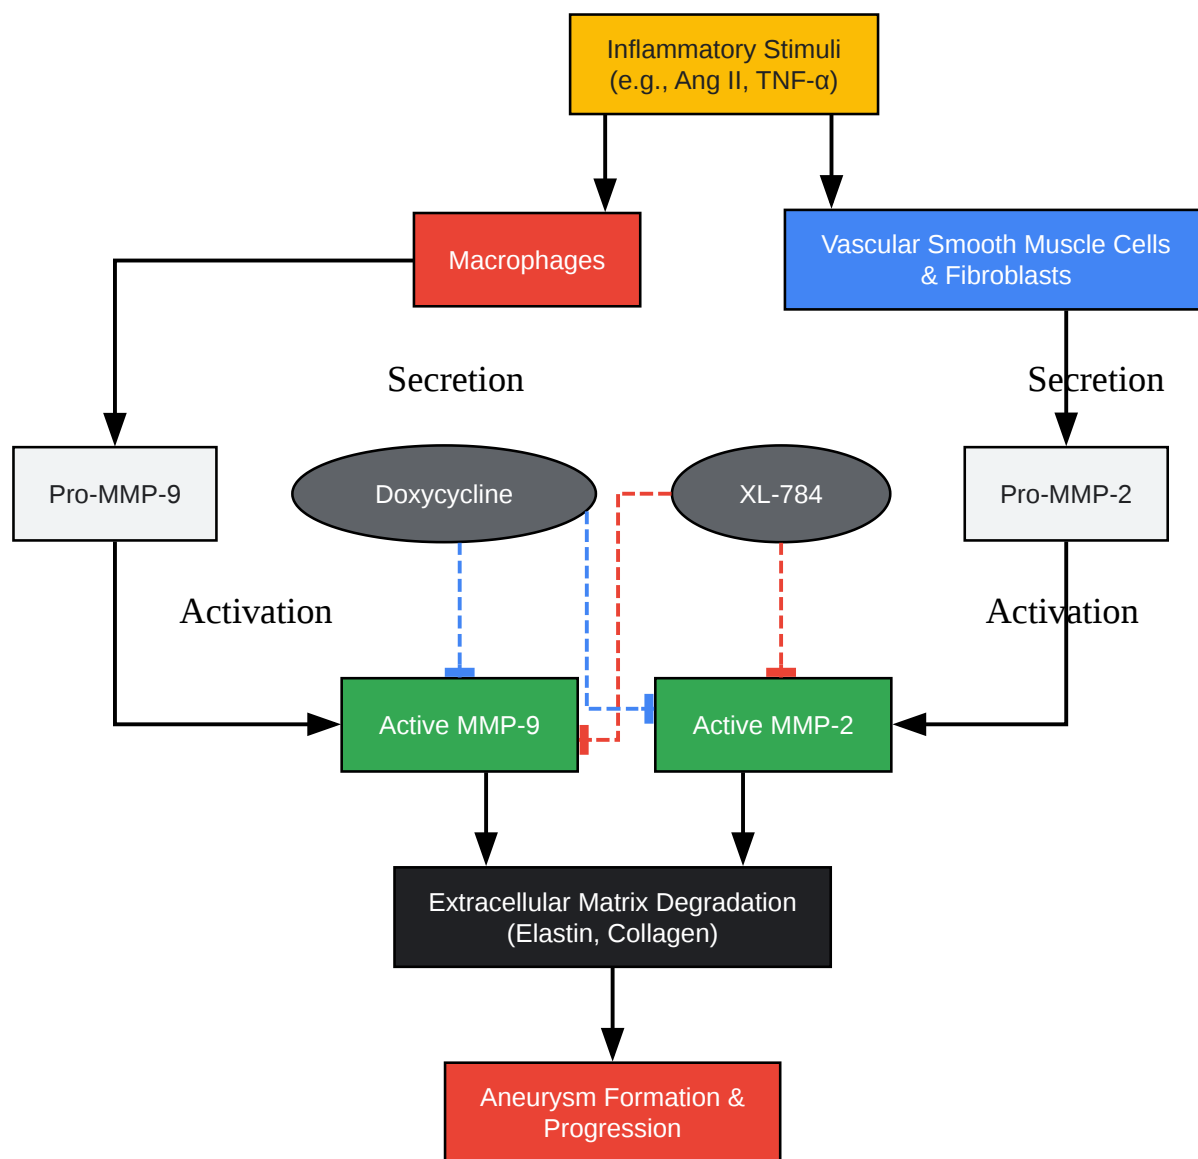 Inflammatory Stimuli
(e.g., Ang II, TNF-α)
Macrophages
Vascular Smooth Muscle Cells
& Fibroblasts
Secretion
Secretion
Pro-MMP-9
Doxycycline
XL-784
Pro-MMP-2
Activation
Activation
Active MMP-9
Active MMP-2
Extracellular Matrix Degradation
(Elastin, Collagen)
Aneurysm Formation &
Progression